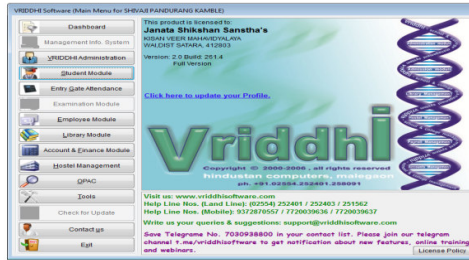 VRIDDHI Software (Main Menu for SHIVAJI PANDURANG KAMBLE)
Dashboard
Management Info. System
VRIDDHI Administration
Student Module
Entry Gate Attendance
Examination Module
Employee Module
Library Module
Account & Finance Module
Hostel Management
OPAC
Tools
Check for Update
Contact us
Exit
This product is licensed to:
Janata Shikshan Sanstha's
KISAN VEER MAHAVIDYALAYA
WALDIST SATARA, 412803
Version: 2.0 Build: 251.4
Full Version
Click here to update your Profile.
Vriddhi
Copyright © 2000-2006, all rights reserved
hindustan computers, malegaon
ph. +91.02554.252401,258091
Visit us: www.vriddhisoftware.com
Help Line Nos. (Land Line): (02554) 252401 / 252403 / 251562
Help Line Nos. (Mobile): 9372870557 / 7720039636 / 7720039637
Write us your queries & suggestions: support@vriddhisoftware.com
Save Telegrame No. 7030938800 in your contact list. Please join our telegram
channel t.me/vriddhisoftware to get notification about new features, online training
and webinars.
License Policy